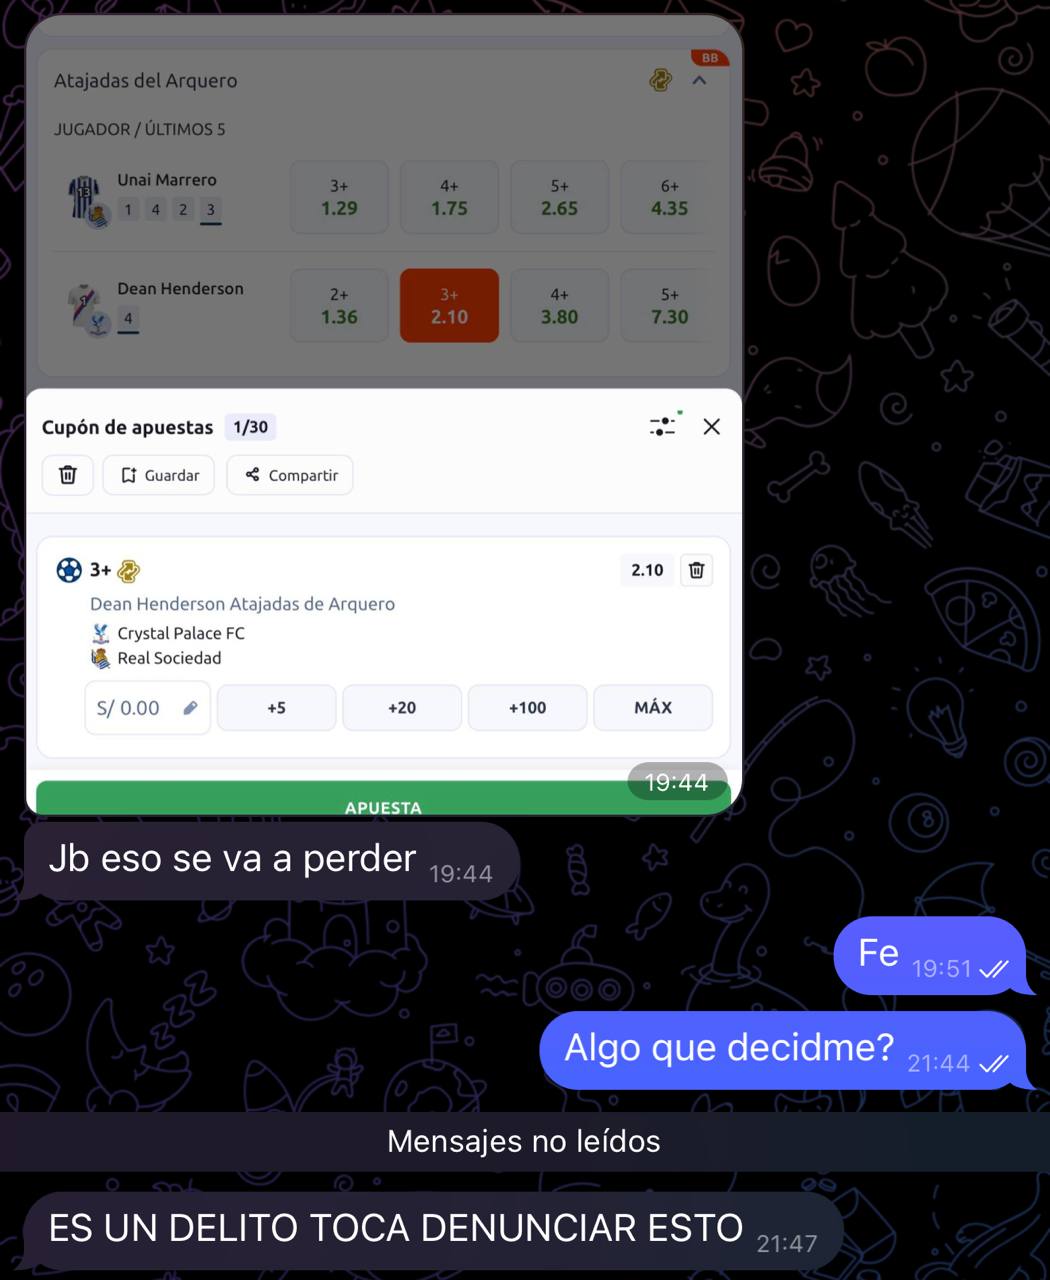 BB
Atajadas del Arquero
JUGADOR / ÚLTIMOS 5
13
Unai Marrero
1 4 2 3
3+ 4+ 5+ 6+
1.29 1.75 2.65 4.35
1
Dean Henderson
4
2+ 3+ 4+ 5+
1.36 2.10 3.80 7.30
Cupón de apuestas 1/30
Guardar Compartir
3+ 2.10
Dean Henderson Atajadas de Arquero
Crystal Palace FC
Real Sociedad
S/ 0.00 +5 +20 +100 MÁX
19:44
APUESTA
Jb eso se va a perder 19:44
Fe 19:51
Algo que decidme? 21:44
Mensajes no leídos
ES UN DELITO TOCA DENUNCIAR ESTO 21:47